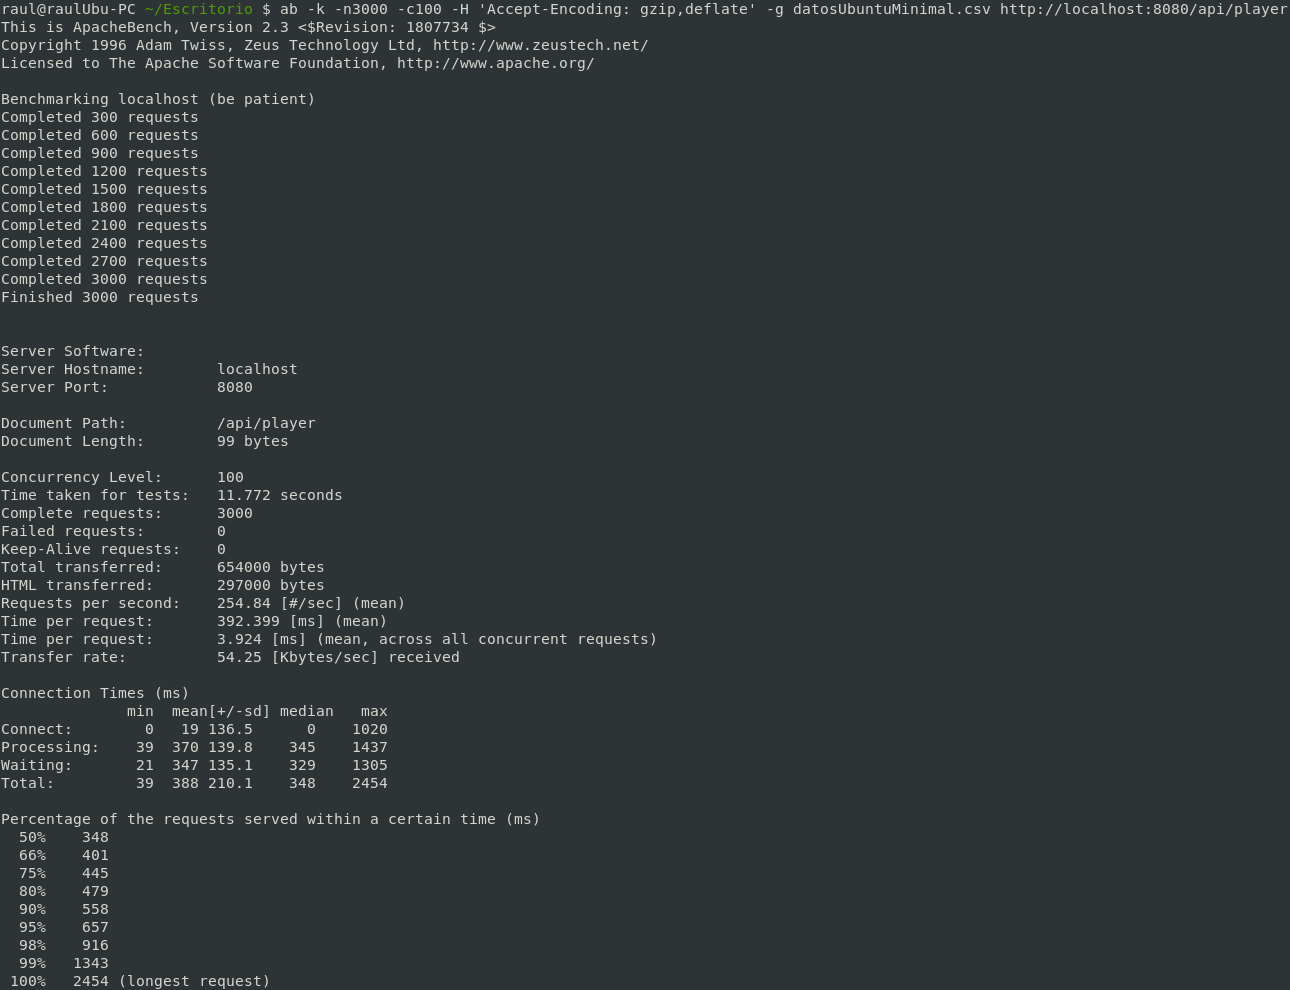 raul@raulUbu-PC ~/Escritorio $ ab -k -n3000 -c100 -H 'Accept-Encoding: gzip,deflate' -g datosUbuntuMinimal.csv http://localhost:8080/api/player
This is ApacheBench, Version 2.3 <$Revision: 1807734 $>
Copyright 1996 Adam Twiss, Zeus Technology Ltd, http://www.zeustech.net/
Licensed to The Apache Software Foundation, http://www.apache.org/

Benchmarking localhost (be patient)
Completed 300 requests
Completed 600 requests
Completed 900 requests
Completed 1200 requests
Completed 1500 requests
Completed 1800 requests
Completed 2100 requests
Completed 2400 requests
Completed 2700 requests
Completed 3000 requests
Finished 3000 requests


Server Software:
Server Hostname:        localhost
Server Port:            8080

Document Path:          /api/player
Document Length:        99 bytes

Concurrency Level:      100
Time taken for tests:   11.772 seconds
Complete requests:      3000
Failed requests:        0
Keep-Alive requests:    0
Total transferred:      654000 bytes
HTML transferred:       297000 bytes
Requests per second:    254.84 [#/sec] (mean)
Time per request:       392.399 [ms] (mean)
Time per request:       3.924 [ms] (mean, across all concurrent requests)
Transfer rate:          54.25 [Kbytes/sec] received

Connection Times (ms)
              min  mean[+/-sd] median   max
Connect:        0   19 136.5      0    1020
Processing:    39  370 139.8    345    1437
Waiting:       21  347 135.1    329    1305
Total:         39  388 210.1    348    2454

Percentage of the requests served within a certain time (ms)
  50%    348
  66%    401
  75%    445
  80%    479
  90%    558
  95%    657
  98%    916
  99%   1343
 100%   2454 (longest request)